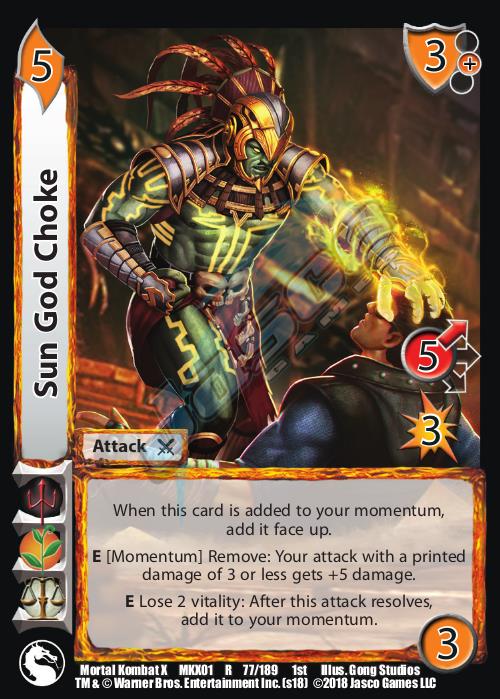 5
3
+
Sun God Choke
5
3
Attack
When this card is added to your momentum,
add it face up.
E [Momentum] Remove: Your attack with a printed
damage of 3 or less gets +5 damage.
E Lose 2 vitality: After this attack resolves,
add it to your momentum.
3
Mortal Kombat X MKX01 R 77/189 1st Illus. Gong Studios
TM & © Warner Bros. Entertainment Inc. (s18) ©2018 Jasco Games LLC